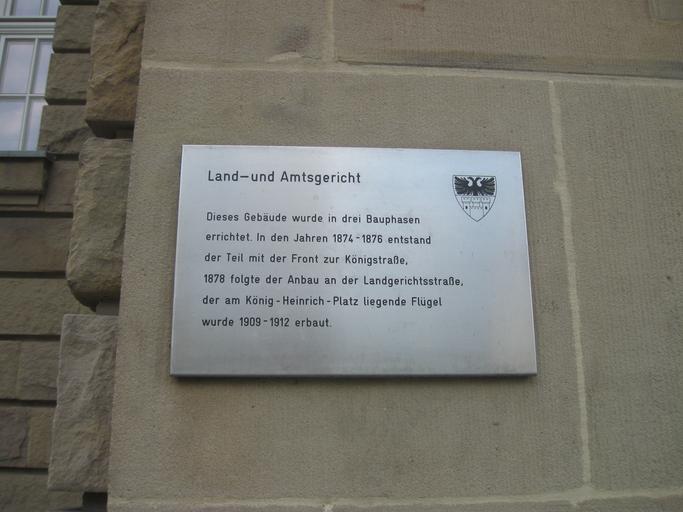 Land-und Amtsgericht
Dieses Gebäude wurde in drei Bauphasen
errichtet. In den Jahren 1874-1876 entstand
der Teil mit der Front zur Königstraße,
1878 folgte der Anbau an der Landgerichtsstraße,
der am König-Heinrich-Platz liegende Flügel
wurde 1909-1912 erbaut.